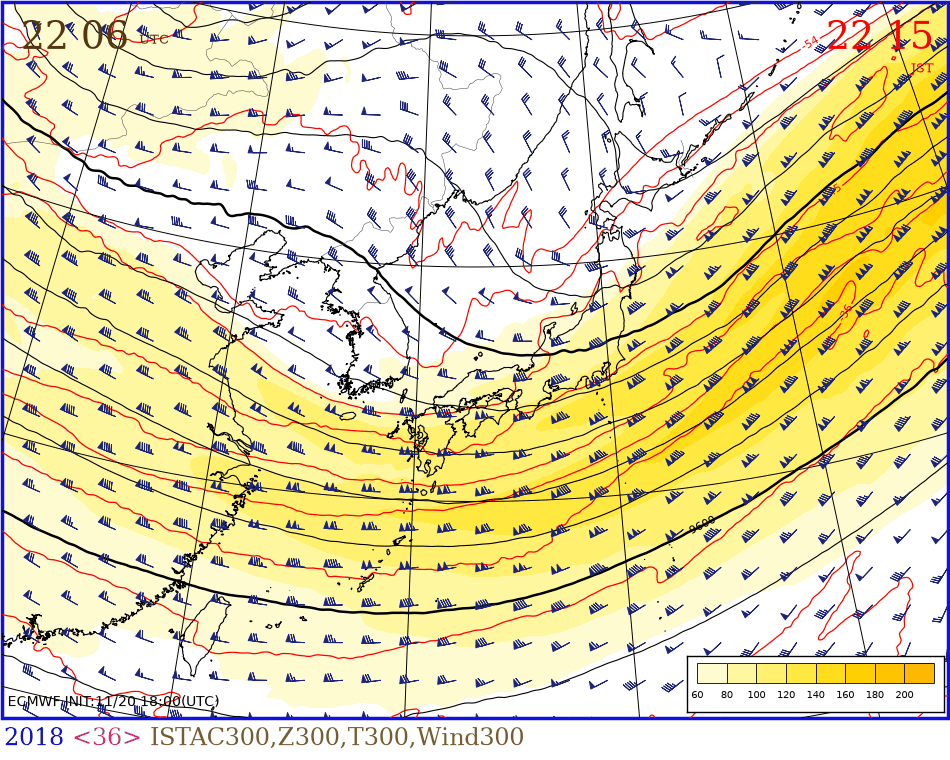 22 06 UTC
22 15 JST
-54
-36
9600
60 80 100 120 140 160 180 200
ECMWF INIT:11/20 18:00(UTC)
2018 <36> ISTAC300,Z300,T300,Wind300